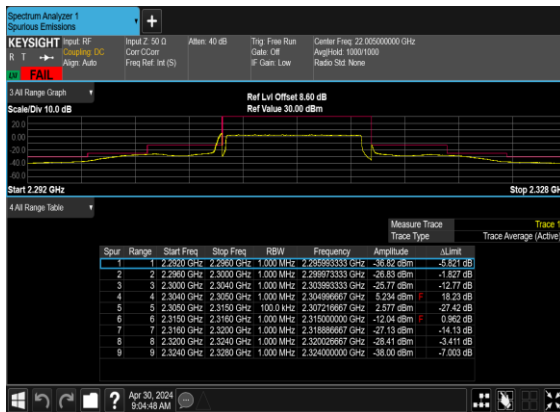 Spectrum Analyzer 1
Spurious Emissions
KEYSIGHT Input: RF Input Z: 50 Ω Atten: 40 dB Trig: Free Run Center Freq: 22.005000000 GHz
R T Coupling: DC Corr CCorr Gate: Off Avg|Hold: 1000/1000
Align: Auto Freq Ref: Int (S) IF Gain: Low Radio Std: None
FAIL
3 All Range Graph
Ref Lvl Offset 8.60 dB
Scale/Div 10.0 dB Ref Value 30.00 dBm
20.0
0.00
-20.0
-40.0
-60.0
Start 2.292 GHz Stop 2.328 GH
4 All Range Table
Measure Trace Trace 1
Trace Type Trace Average (Active)
Spur Range Start Freq Stop Freq RBW Frequency Amplitude ΔLimit
1 1 2.2920 GHz 2.2960 GHz 1.000 MHz 2.295993333 GHz -36.82 dBm -5.821 dB
2 2 2.2960 GHz 2.3000 GHz 1.000 MHz 2.299973333 GHz -26.83 dBm -1.827 dB
3 3 2.3000 GHz 2.3040 GHz 1.000 MHz 2.303993333 GHz -25.77 dBm -12.77 dB
4 4 2.3040 GHz 2.3050 GHz 1.000 MHz 2.304996667 GHz 5.234 dBm F 18.23 dB
5 5 2.3050 GHz 2.3150 GHz 100.0 kHz 2.307216667 GHz 2.577 dBm -27.42 dB
6 6 2.3150 GHz 2.3160 GHz 1.000 MHz 2.315000000 GHz -12.04 dBm F 0.962 dB
7 7 2.3160 GHz 2.3200 GHz 1.000 MHz 2.318886667 GHz -27.13 dBm -14.13 dB
8 8 2.3200 GHz 2.3240 GHz 1.000 MHz 2.320026667 GHz -28.41 dBm -3.411 dB
9 9 2.3240 GHz 2.3280 GHz 1.000 MHz 2.324000000 GHz -38.00 dBm -7.003 dB
Apr 30, 2024
9:04:48 AM